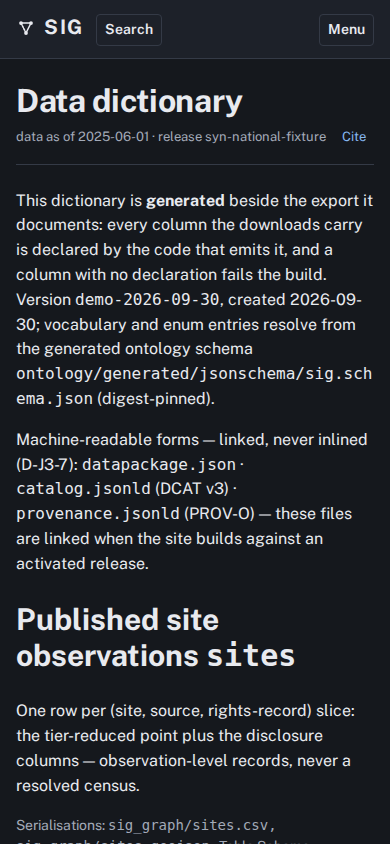 SIG
Search
Menu
Data dictionary
data as of 2025-06-01 · release syn-national-fixture
Cite
This dictionary is generated beside the export it
documents: every column the downloads carry
is declared by the code that emits it, and a
column with no declaration fails the build.
Version demo-2026-09-30, created 2026-09-
30; vocabulary and enum entries resolve from
the generated ontology schema
ontology/generated/jsonschema/sig.sch
ema.json (digest-pinned).
Machine-readable forms — linked, never inlined
(D-J3-7): datapackage.json ·
catalog.jsonld (DCAT v3) ·
provenance.jsonld (PROV-O) — these files
are linked when the site builds against an
activated release.
Published site
observations sites
One row per (site, source, rights-record) slice:
the tier-reduced point plus the disclosure
columns — observation-level records, never a
resolved census.
Serialisations: sig_graph/sites.csv,